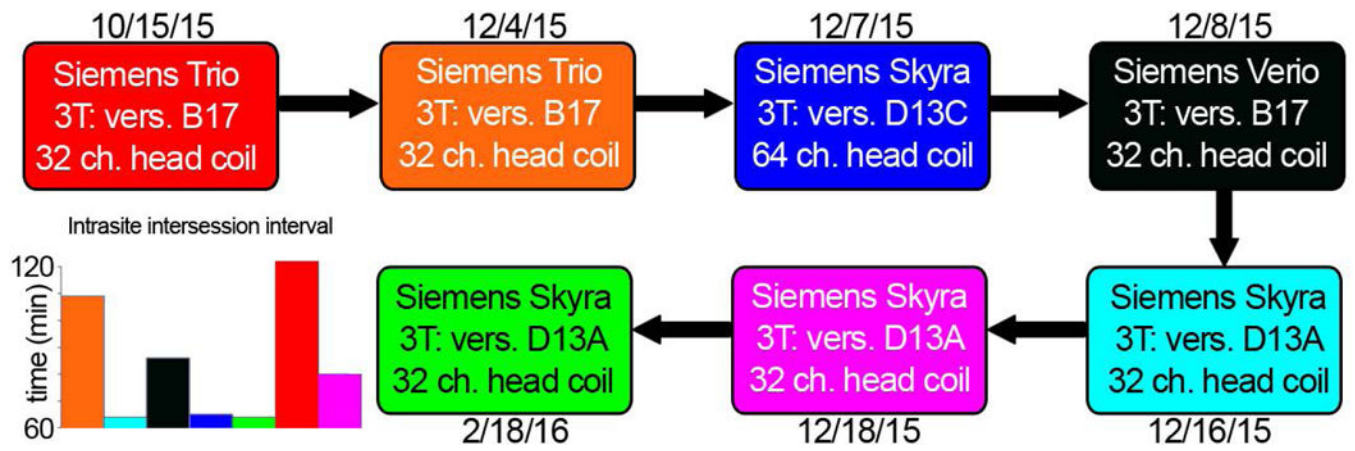 10/15/15
Siemens Trio
3T: vers. B17
32 ch. head coil
12/4/15
Siemens Trio
3T: vers. B17
32 ch. head coil
12/7/15
Siemens Skyra
3T: vers. D13C
64 ch. head coil
12/8/15
Siemens Verio
3T: vers. B17
32 ch. head coil
Siemens Skyra
3T: vers. D13A
32 ch. head coil
12/16/15
Siemens Skyra
3T: vers. D13A
32 ch. head coil
12/18/15
Siemens Skyra
3T: vers. D13A
32 ch. head coil
2/18/16
Intrasite intersession interval
120
time (min)
60